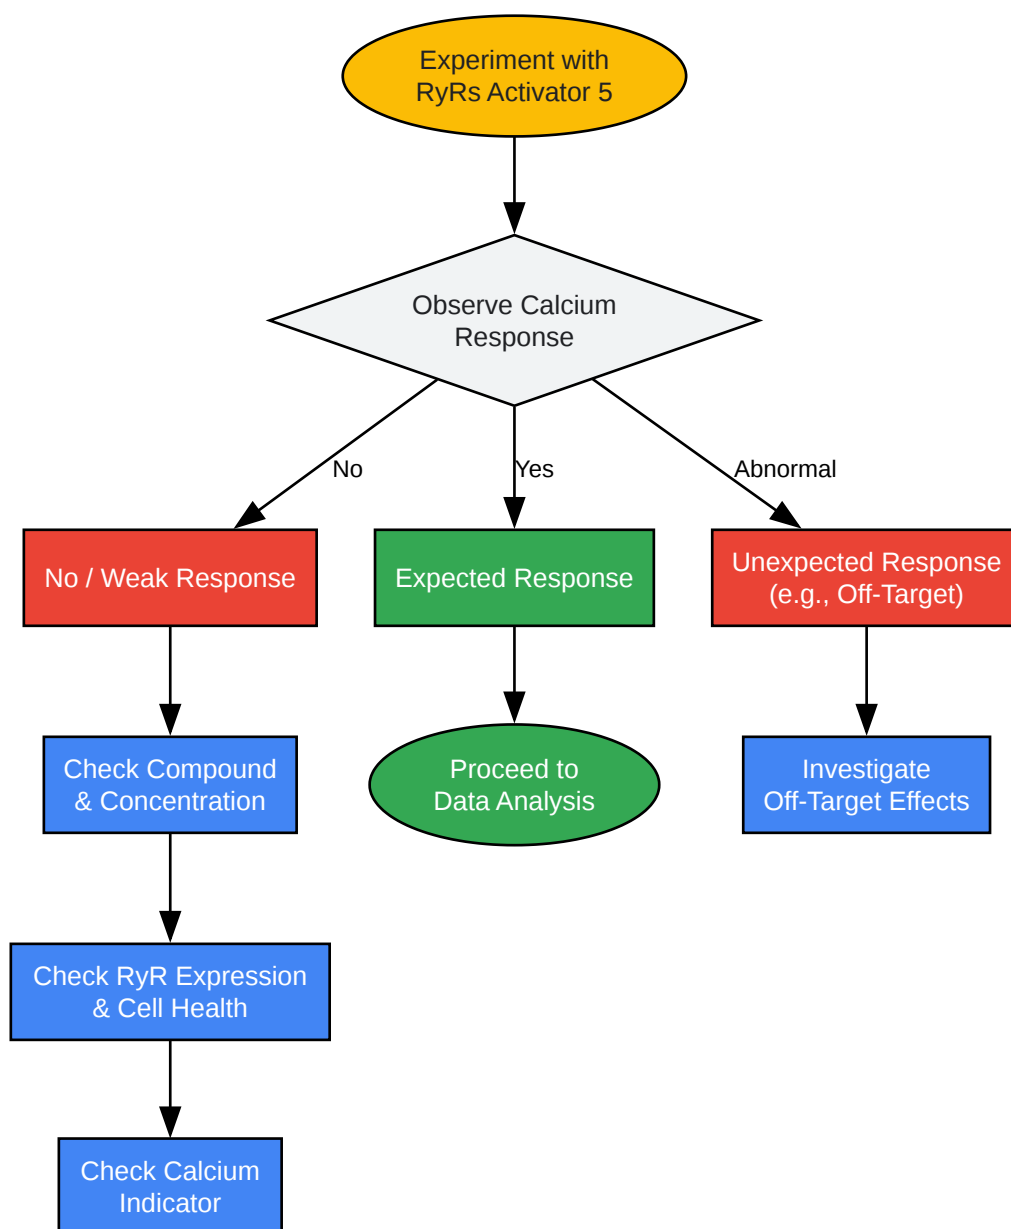 Experiment with
RyRs Activator 5
Observe Calcium
Response
No
Yes
Abnormal
No / Weak Response
Expected Response
Unexpected Response
(e.g., Off-Target)
Check Compound
& Concentration
Proceed to
Data Analysis
Investigate
Off-Target Effects
Check RyR Expression
& Cell Health
Check Calcium
Indicator